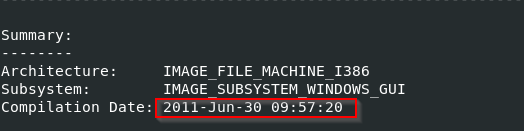 Summary:
--------
Architecture: IMAGE_FILE_MACHINE_I386
Subsystem: IMAGE_SUBSYSTEM_WINDOWS_GUI
Compilation Date: 2011-Jun-30 09:57:20